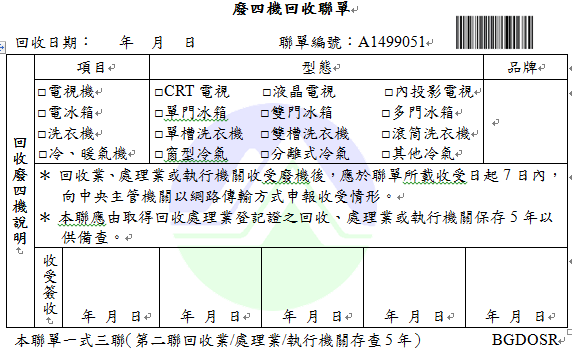 廢四機回收聯單
回收日期： 年 月 日 聯單編號：A1499051
項目 型態 品牌
□電視機 □CRT 電視 □液晶電視 □內投影電視
□電冰箱 □單門冰箱 □雙門冰箱 □多門冰箱
□洗衣機 □單槽洗衣機 □雙槽洗衣機 □滾筒洗衣機
□冷、暖氣機 □窗型冷氣 □分離式冷氣 □其他冷氣
回收廢四機說明
＊ 回收業、處理業或執行機關收受廢機後，應於聯單所載收受日起 7 日內，
向中央主管機關以網路傳輸方式申報收受情形。
＊ 本聯應由取得回收處理業登記證之回收、處理業或執行機關保存 5 年以
供備查。
收受簽收
年 月 日 年 月 日 年 月 日 年 月 日 年 月 日
本聯單一式三聯(第二聯回收業/處理業/執行機關存查 5 年) BGDOSR